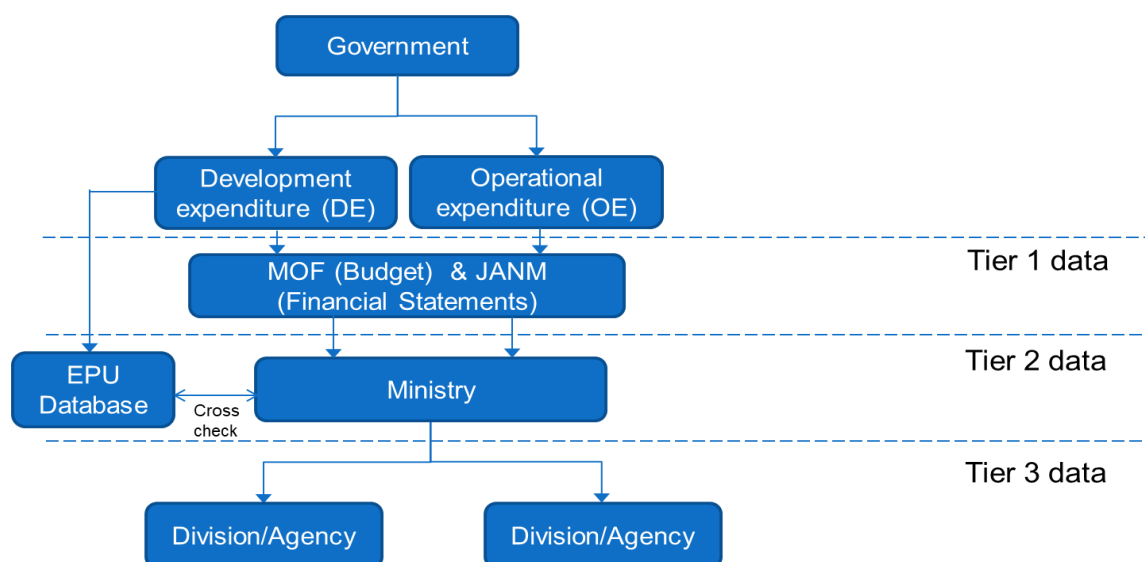 Government
Development
expenditure (DE)
Operational
expenditure (OE)
Tier 1 data
MOF (Budget) & JANM
(Financial Statements)
Tier 2 data
EPU
Database
Cross
check
Ministry
Tier 3 data
Division/Agency
Division/Agency